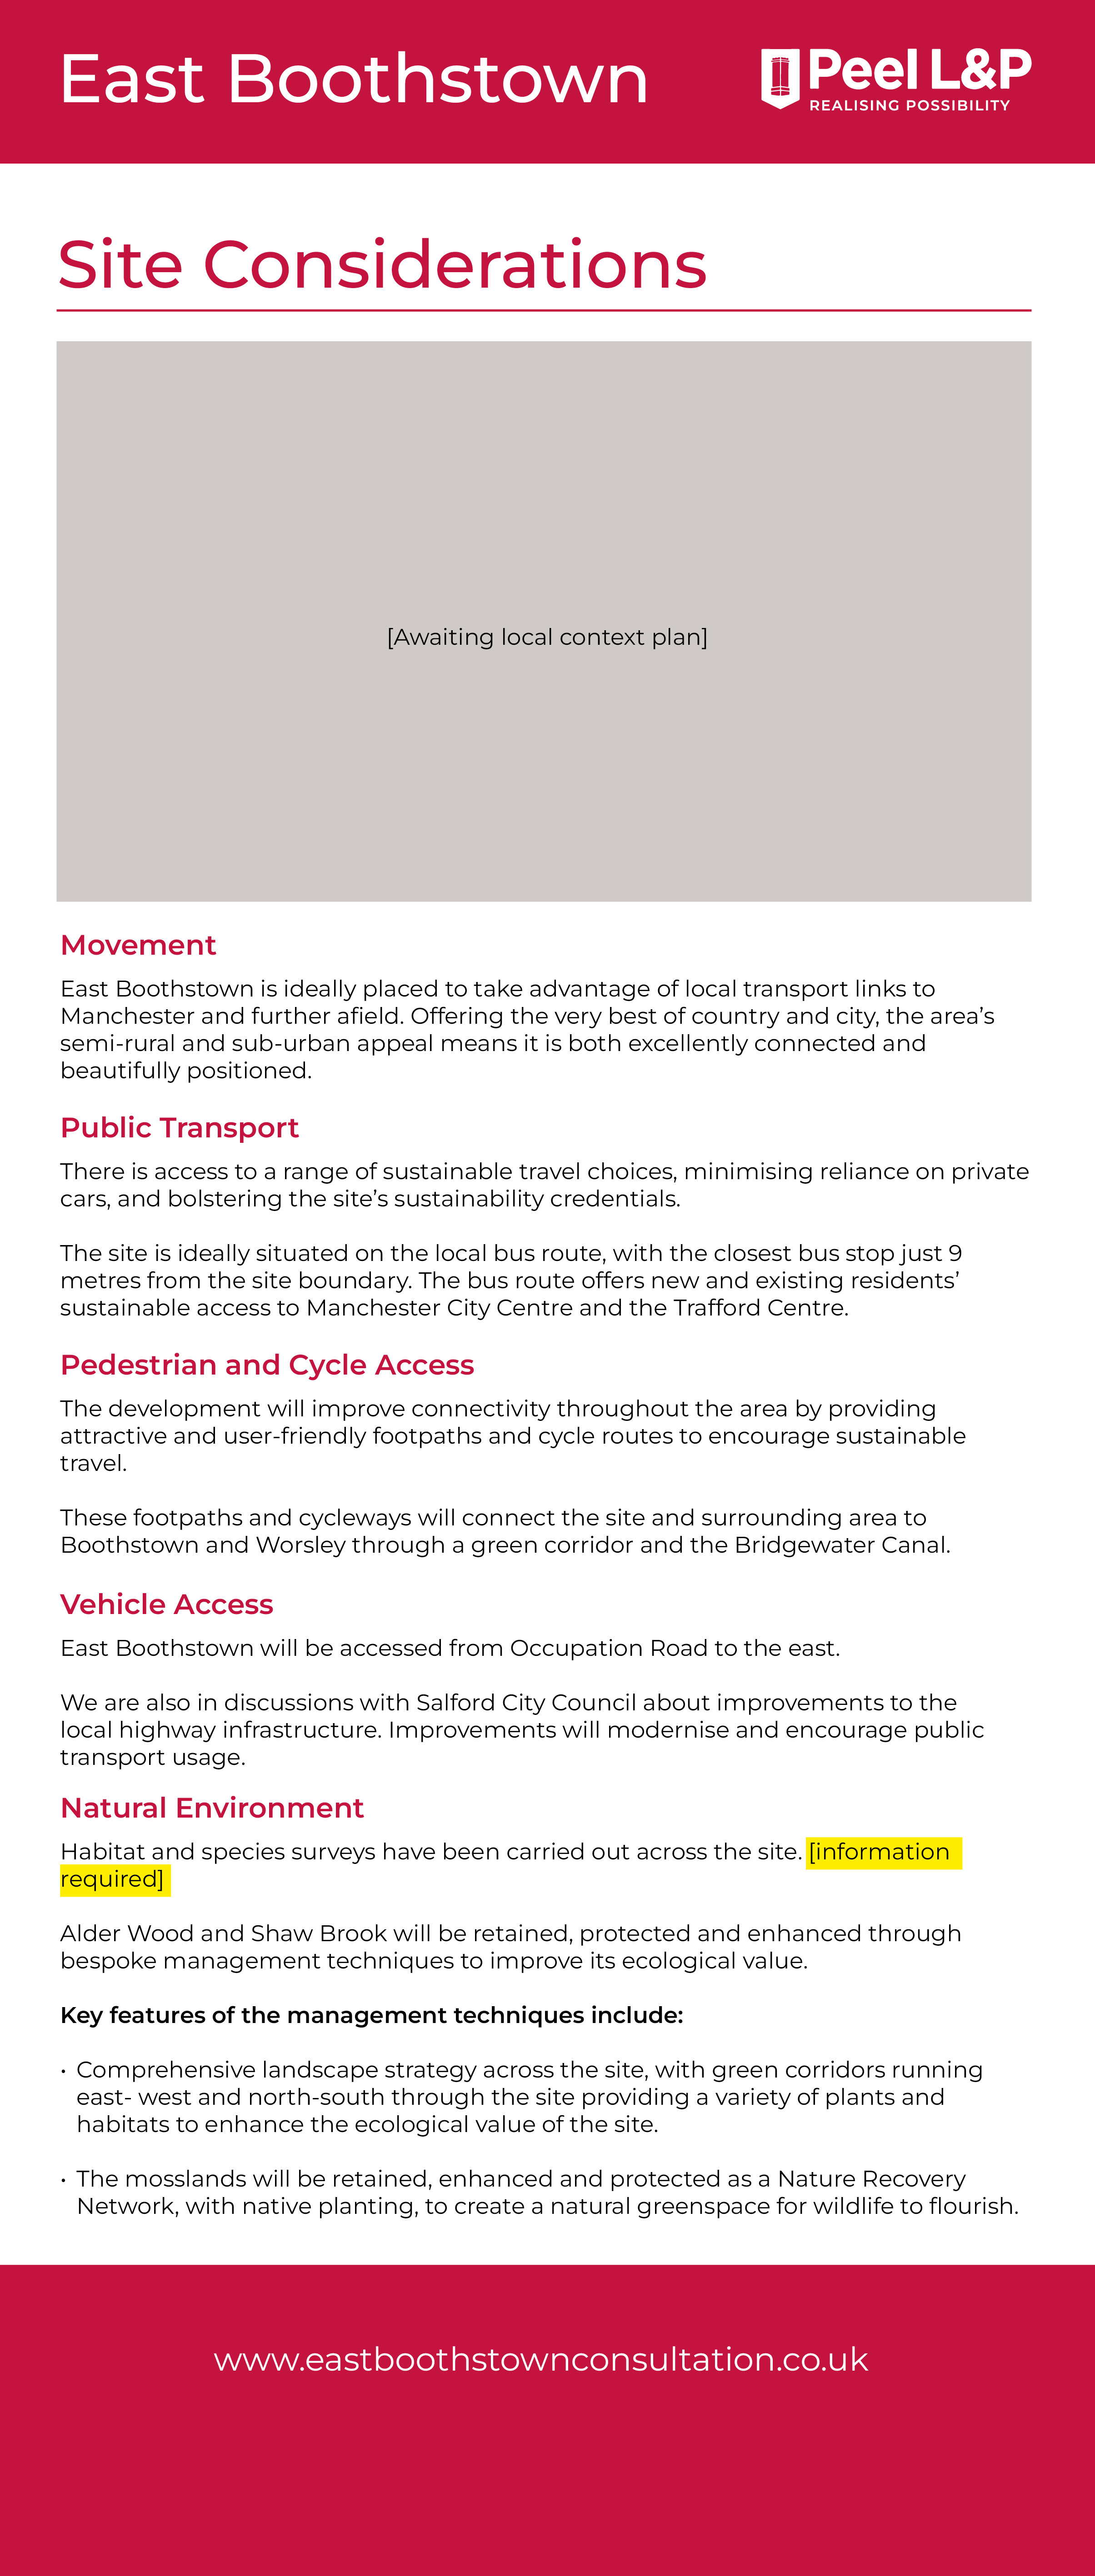 East Boothstown
Peel L&P
REALISING POSSIBILITY
Site Considerations
[Awaiting local context plan]
Movement
East Boothstown is ideally placed to take advantage of local transport links to
Manchester and further afield. Offering the very best of country and city, the area’s
semi-rural and sub-urban appeal means it is both excellently connected and
beautifully positioned.
Public Transport
There is access to a range of sustainable travel choices, minimising reliance on private
cars, and bolstering the site’s sustainability credentials.
The site is ideally situated on the local bus route, with the closest bus stop just 9
metres from the site boundary. The bus route offers new and existing residents’
sustainable access to Manchester City Centre and the Trafford Centre.
Pedestrian and Cycle Access
The development will improve connectivity throughout the area by providing
attractive and user-friendly footpaths and cycle routes to encourage sustainable
travel.
These footpaths and cycleways will connect the site and surrounding area to
Boothstown and Worsley through a green corridor and the Bridgewater Canal.
Vehicle Access
East Boothstown will be accessed from Occupation Road to the east.
We are also in discussions with Salford City Council about improvements to the
local highway infrastructure. Improvements will modernise and encourage public
transport usage.
Natural Environment
Habitat and species surveys have been carried out across the site. [information
required]
Alder Wood and Shaw Brook will be retained, protected and enhanced through
bespoke management techniques to improve its ecological value.
Key features of the management techniques include:
• Comprehensive landscape strategy across the site, with green corridors running
east- west and north-south through the site providing a variety of plants and
habitats to enhance the ecological value of the site.
• The mosslands will be retained, enhanced and protected as a Nature Recovery
Network, with native planting, to create a natural greenspace for wildlife to flourish.
www.eastboothstownconsultation.co.uk